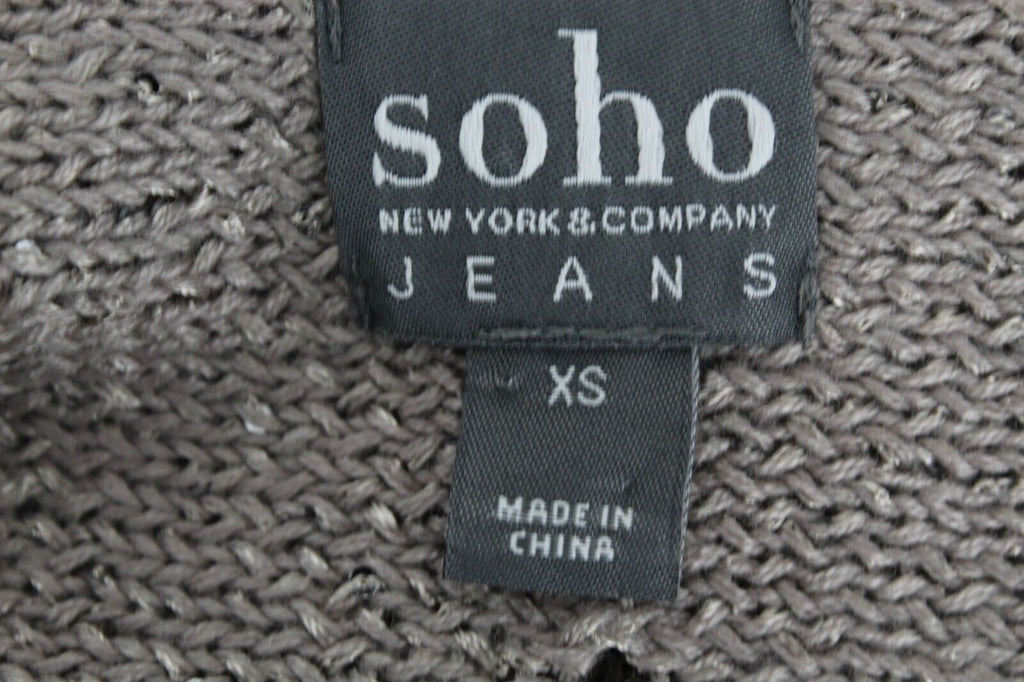 soho
NEW YORK & COMPANY
JEANS
XS
MADE IN
CHINA